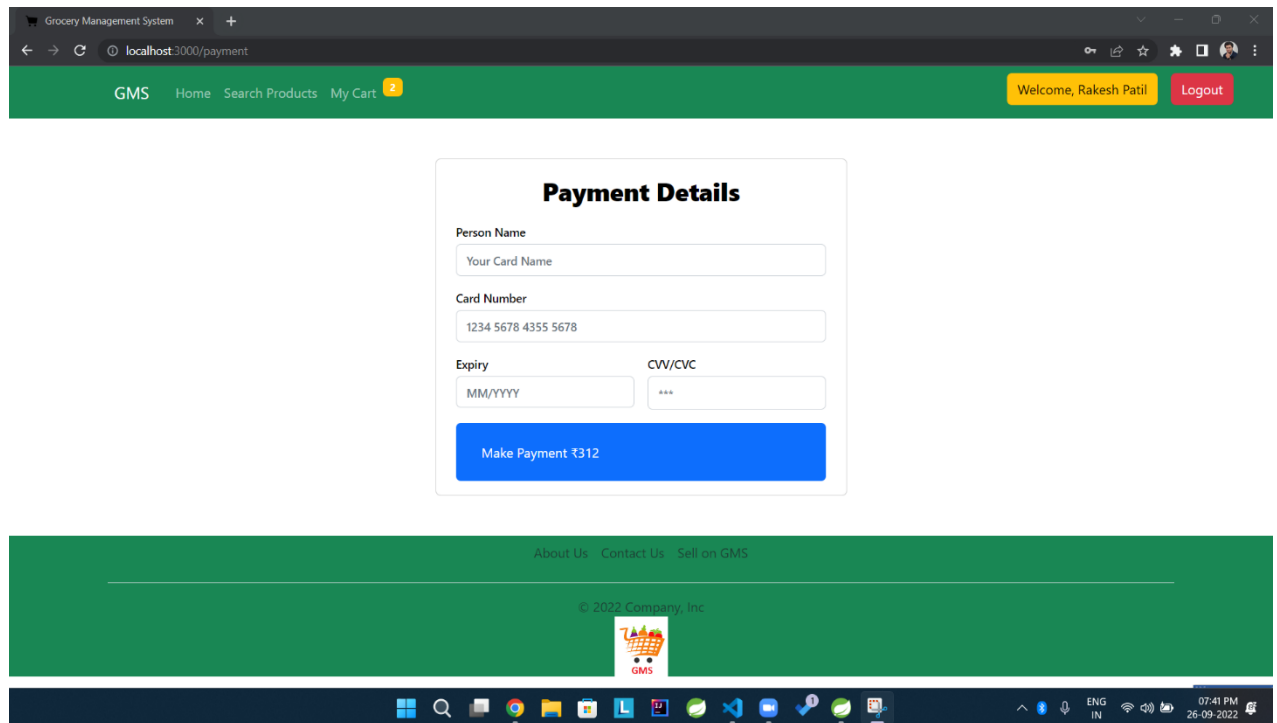 Grocery Management System
localhost:3000/payment
GMS Home Search Products My Cart 2 Welcome, Rakesh Patil Logout
Payment Details
Person Name
Your Card Name
Card Number
1234 5678 4355 5678
Expiry CVV/CVC
MM/YYYY ***
Make Payment ₹312
About Us Contact Us Sell on GMS
© 2022 Company, Inc
GMS
L IJ 1 ENG 07:41 PM
IN 26-09-2022